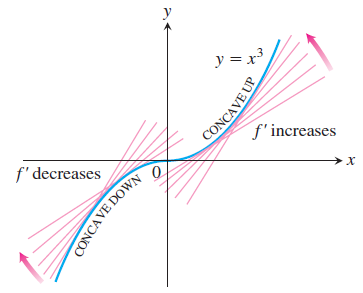 y
y = x³
CONCAVE UP
f′ increases
x
f′ decreases
0
CONCAVE DOWN